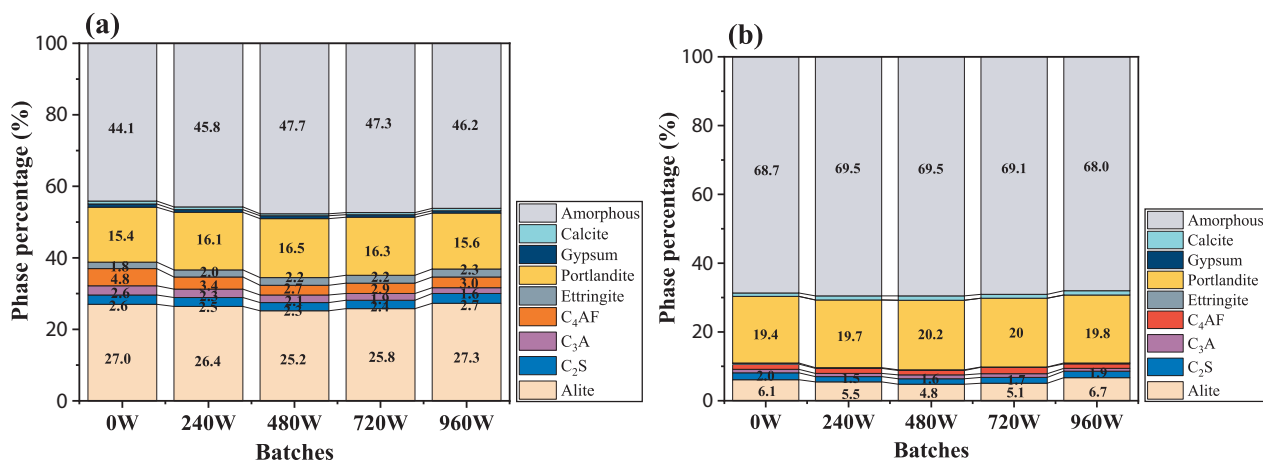 (a)
Phase percentage (%)
100
80
60
40
20
0
44.1 45.8 47.7 47.3 46.2
15.4 16.1 16.5 16.3 15.6
1.8 2.0 2.2 2.2 2.3
4.8 3.4 2.7 2.9 3.0
2.6 2.3 2.1 1.9 1.6
2.6 2.5 2.3 2.4 2.7
27.0 26.4 25.2 25.8 27.3
0W 240W 480W 720W 960W
Batches
Amorphous
Calcite
Gypsum
Portlandite
Ettringite
C₄AF
C₃A
C₂S
Alite
(b)
Phase percentage (%)
100
80
60
40
20
0
68.7 69.5 69.5 69.1 68.0
19.4 19.7 20.2 20 19.8
2.0 1.5 1.6 1.7 1.9
6.1 5.5 4.8 5.1 6.7
0W 240W 480W 720W 960W
Batches
Amorphous
Calcite
Gypsum
Portlandite
Ettringite
C₄AF
C₃A
C₂S
Alite